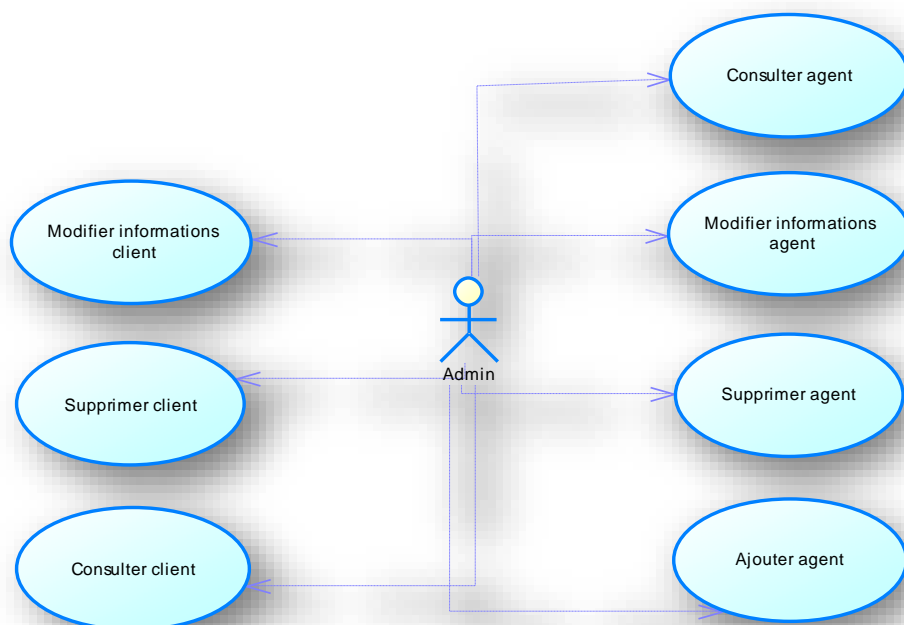 Consulter agent
Modifier informations
client
Modifier informations
agent
Admin
Supprimer client
Supprimer agent
Consulter client
Ajouter agent